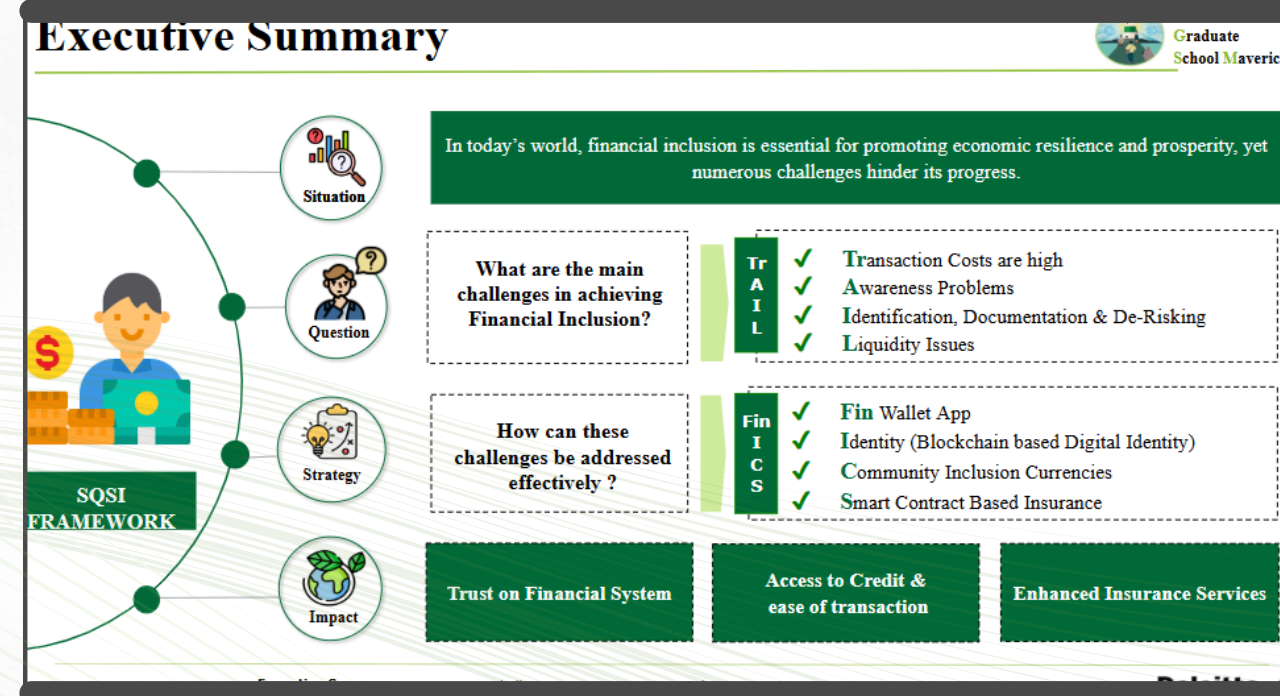 Executive Summary
Graduate
School Maveric
Situation
In today's world, financial inclusion is essential for promoting economic resilience and prosperity, yet
numerous challenges hinder its progress.
Question
What are the main
challenges in achieving
Financial Inclusion?
Tr
A
I
L
Transaction Costs are high
Awareness Problems
Identification, Documentation & De-Risking
Liquidity Issues
Strategy
How can these
challenges be addressed
effectively ?
Fin
I
C
S
Fin Wallet App
Identity (Blockchain based Digital Identity)
Community Inclusion Currencies
Smart Contract Based Insurance
SQSI
FRAMEWORK
Impact
Trust on Financial System
Access to Credit &
ease of transaction
Enhanced Insurance Services